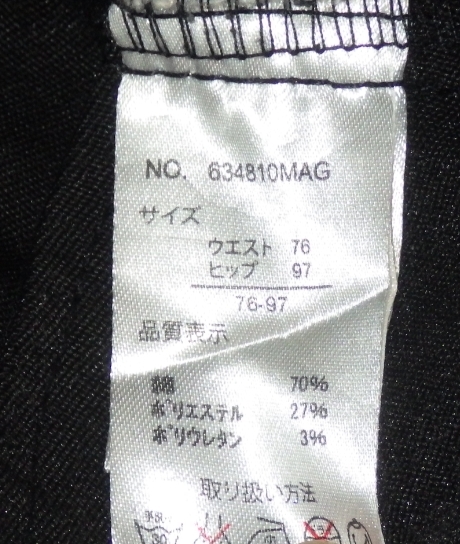 NO. 634810MAG
サイズ
ウエスト 76
ヒップ 97
76-97
品質表示
綿 70%
ポリエステル 27%
ポリウレタン 3%
取り扱い方法
30